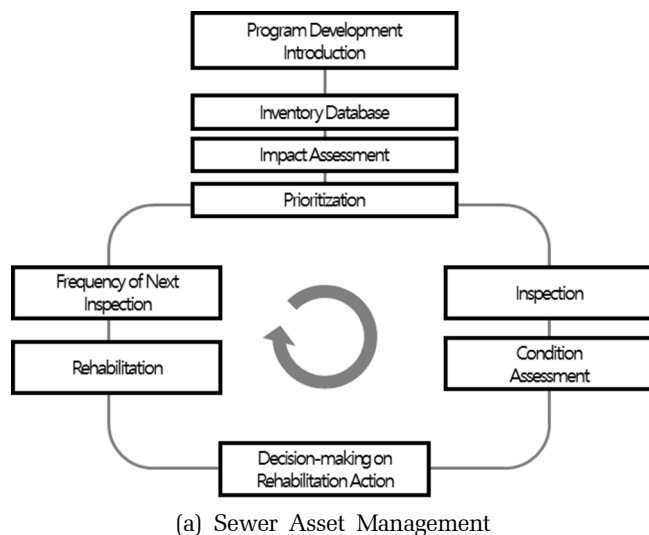 Program Development
Introduction
Inventory Database
Impact Assessment
Prioritization
Frequency of Next
Inspection
Inspection
Rehabilitation
Condition
Assessment
Decision-making on
Rehabilitation Action
(a) Sewer Asset Management